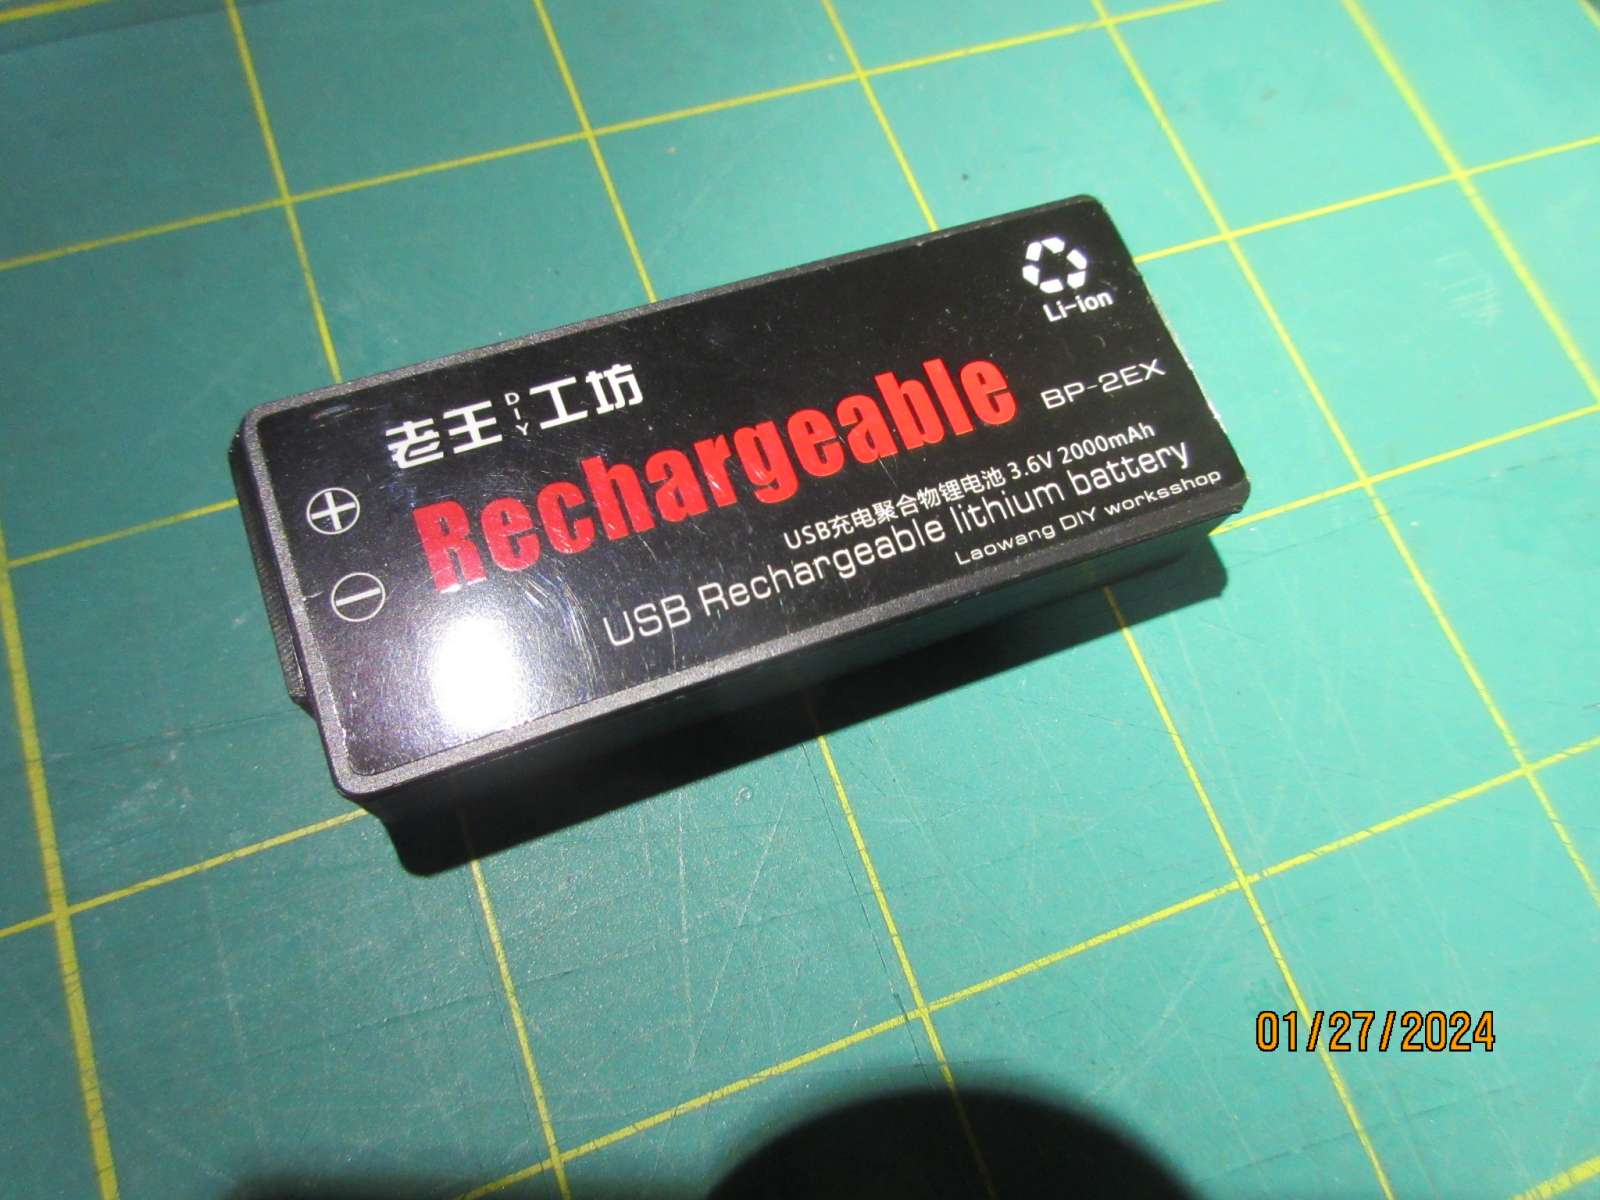 老王DIY工坊
Li-ion
Rechargeable
BP-2EX
USB充电聚合物锂电池 3.6V 2000mAh
USB Rechargeable lithium battery
Laowang DIY worksshop
01/27/2024